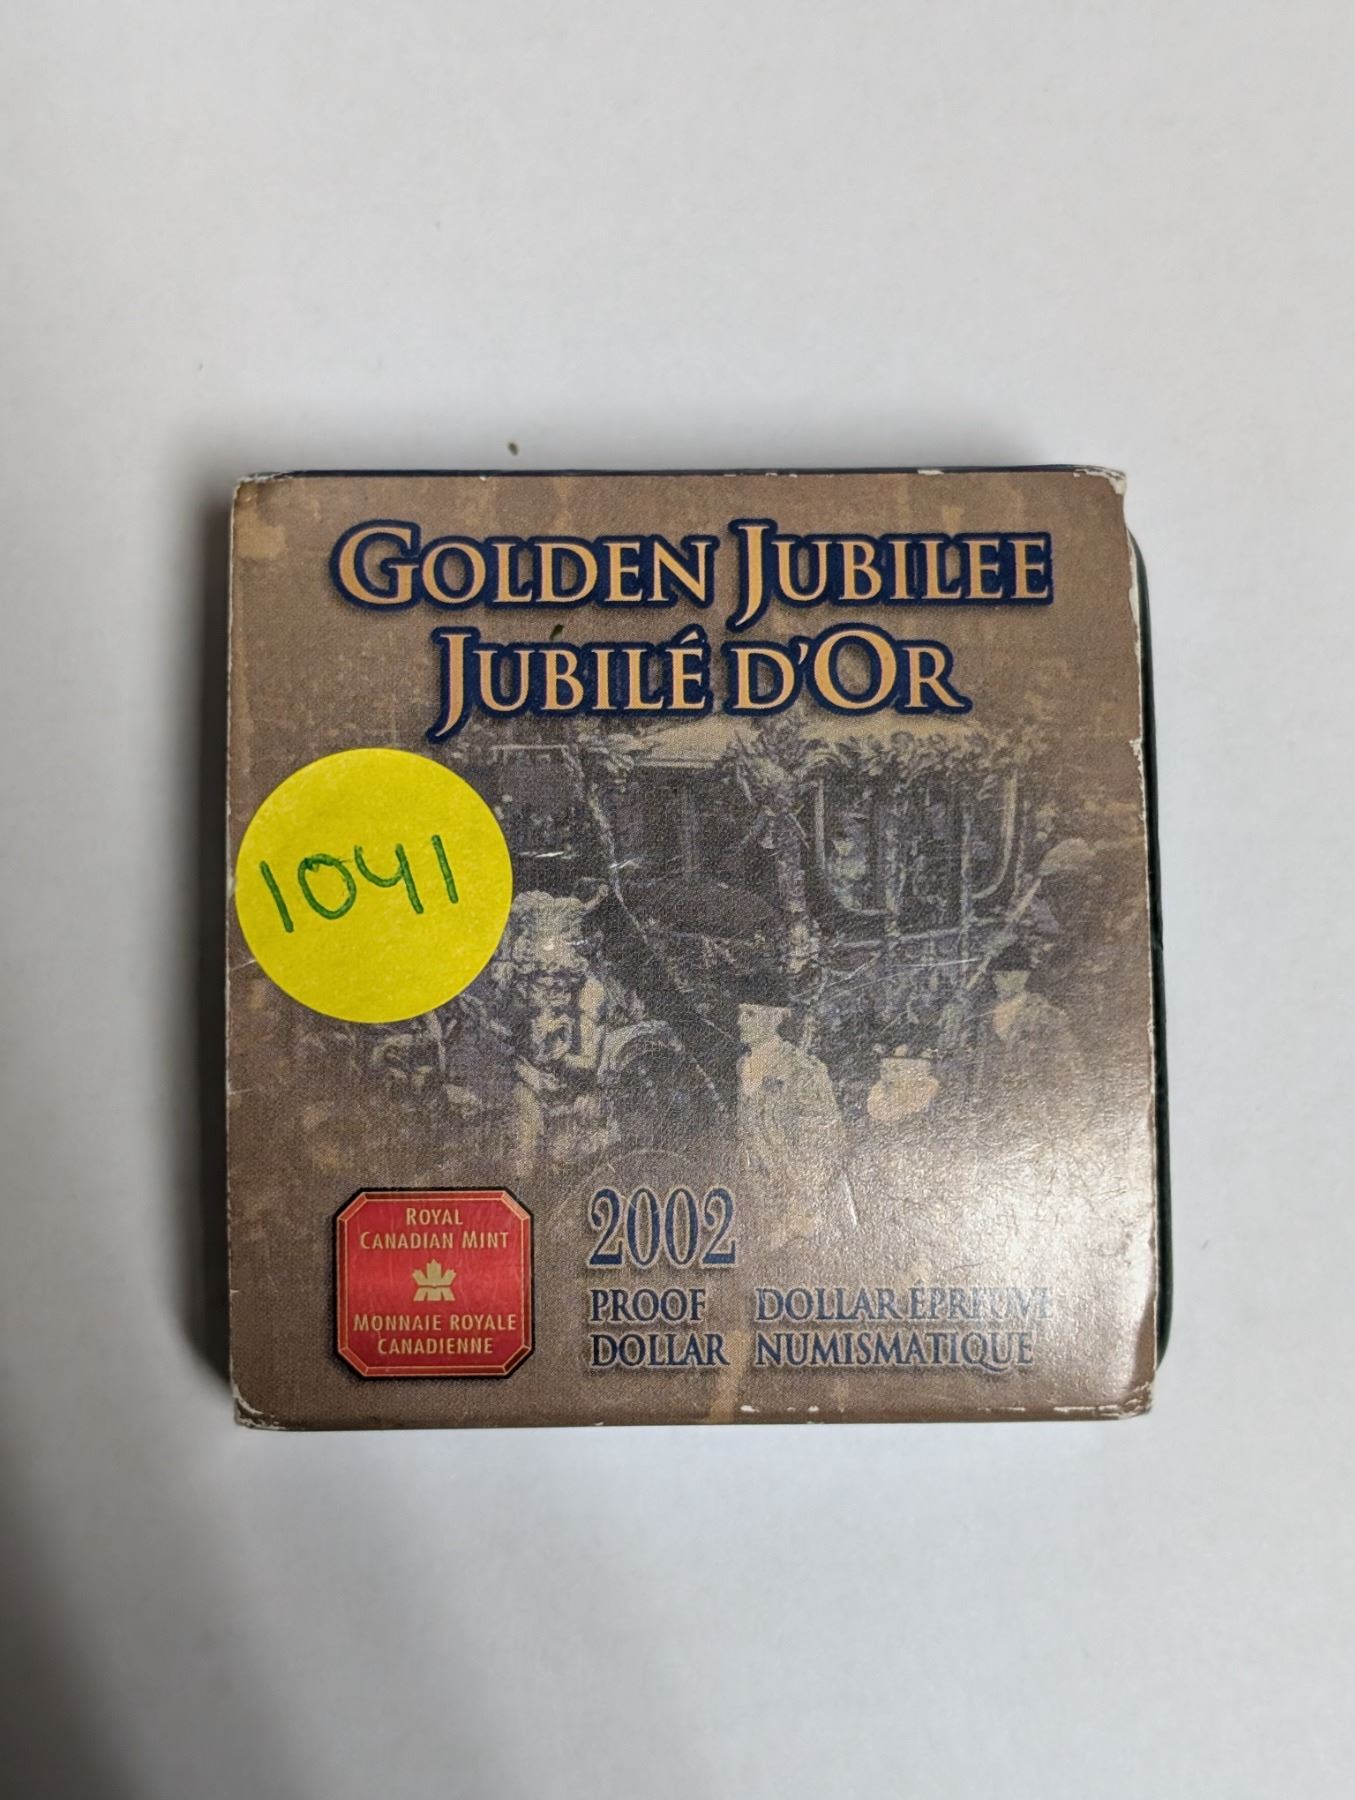 GOLDEN JUBILEE
JUBILÉ D'OR
1041
ROYAL
CANADIAN MINT
MONNAIE ROYALE
CANADIENNE
2002
PROOF
DOLLAR
DOLLAR ÉPREUVE
NUMISMATIQUE